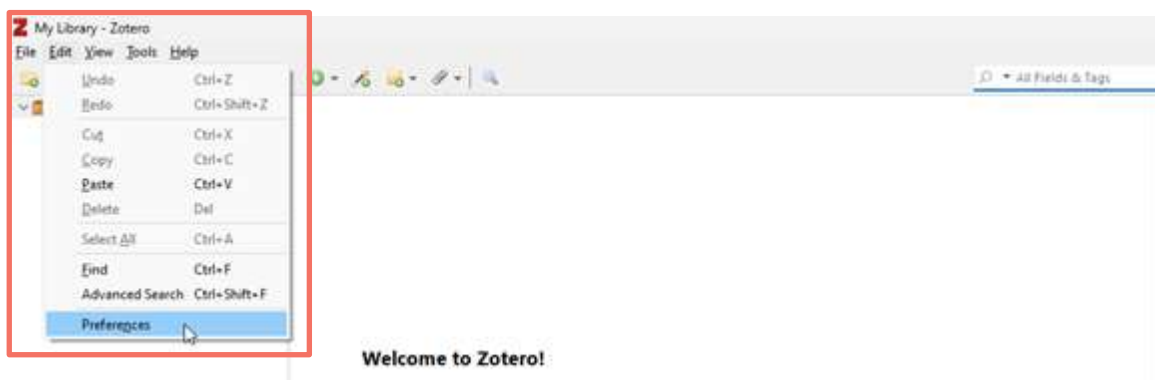 My Library - Zotero
File Edit View Tools Help
All Fields & Tags
Undo Ctrl+Z
Redo Ctrl+Shift+Z
Cut Ctrl+X
Copy Ctrl+C
Paste Ctrl+V
Delete Del
Select All Ctrl+A
Find Ctrl+F
Advanced Search Ctrl+Shift+F
Preferences
Welcome to Zotero!